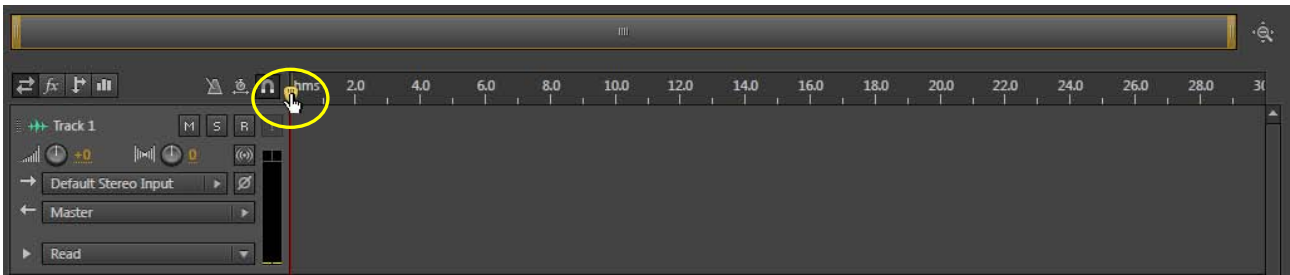 fx hms 2.0 4.0 6.0 8.0 10.0 12.0 14.0 16.0 18.0 20.0 22.0 24.0 26.0 28.0
Track 1 M S R
+0 0
Default Stereo Input
Master
Read